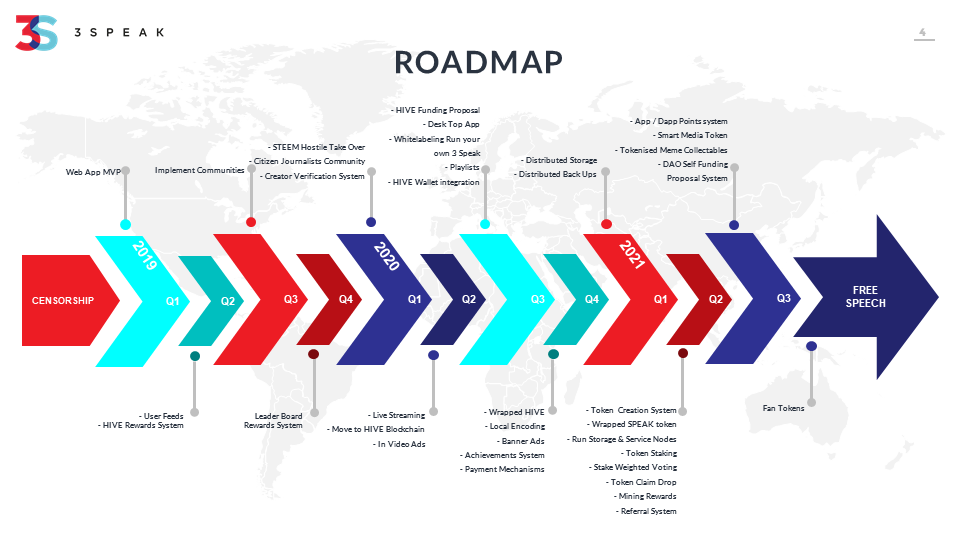 3S 3SPEAK
4
ROADMAP
Web App MVP
Implement Communities
- STEEM Hostile Take Over
- Citizen Journalists Community
- Creator Verification System
- HIVE Funding Proposal
- Desk Top App
- Whitelabeling Run your
own 3 Speak
- Playlists
- HIVE Wallet integration
- Distributed Storage
- Distributed Back Ups
- App / Dapp Points system
- Smart Media Token
- Tokenised Meme Collectables
- DAO Self Funding
Proposal System
CENSORSHIP
2019
Q1
Q2
Q3
Q4
2020
Q1
Q2
Q3
Q4
2021
Q1
Q2
Q3
FREE
SPEECH
- User Feeds
- HIVE Rewards System
Leader Board
Rewards System
- Live Streaming
- Move to HIVE Blockchain
- In Video Ads
- Wrapped HIVE
- Local Encoding
- Banner Ads
- Achievements System
- Payment Mechanisms
- Token Creation System
- Wrapped SPEAK token
- Run Storage & Service Nodes
- Token Staking
- Stake Weighted Voting
- Token Claim Drop
- Mining Rewards
- Referral System
Fan Tokens